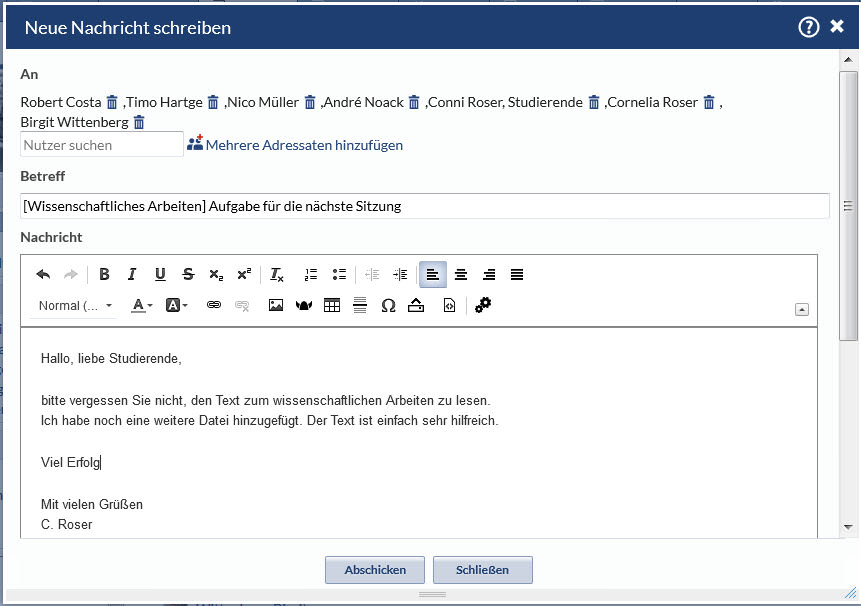 Neue Nachricht schreiben
An
Robert Costa ,Timo Hartge ,Nico Müller ,André Noack ,Conni Roser, Studierende ,Cornelia Roser ,
Birgit Wittenberg
Nutzer suchen Mehrere Adressaten hinzufügen
Betreff
[Wissenschaftliches Arbeiten] Aufgabe für die nächste Sitzung
Nachricht
Normal (...
Hallo, liebe Studierende,
bitte vergessen Sie nicht, den Text zum wissenschaftlichen Arbeiten zu lesen.
Ich habe noch eine weitere Datei hinzugefügt. Der Text ist einfach sehr hilfreich.
Viel Erfolg
Mit vielen Grüßen
C. Roser
Abschicken Schließen